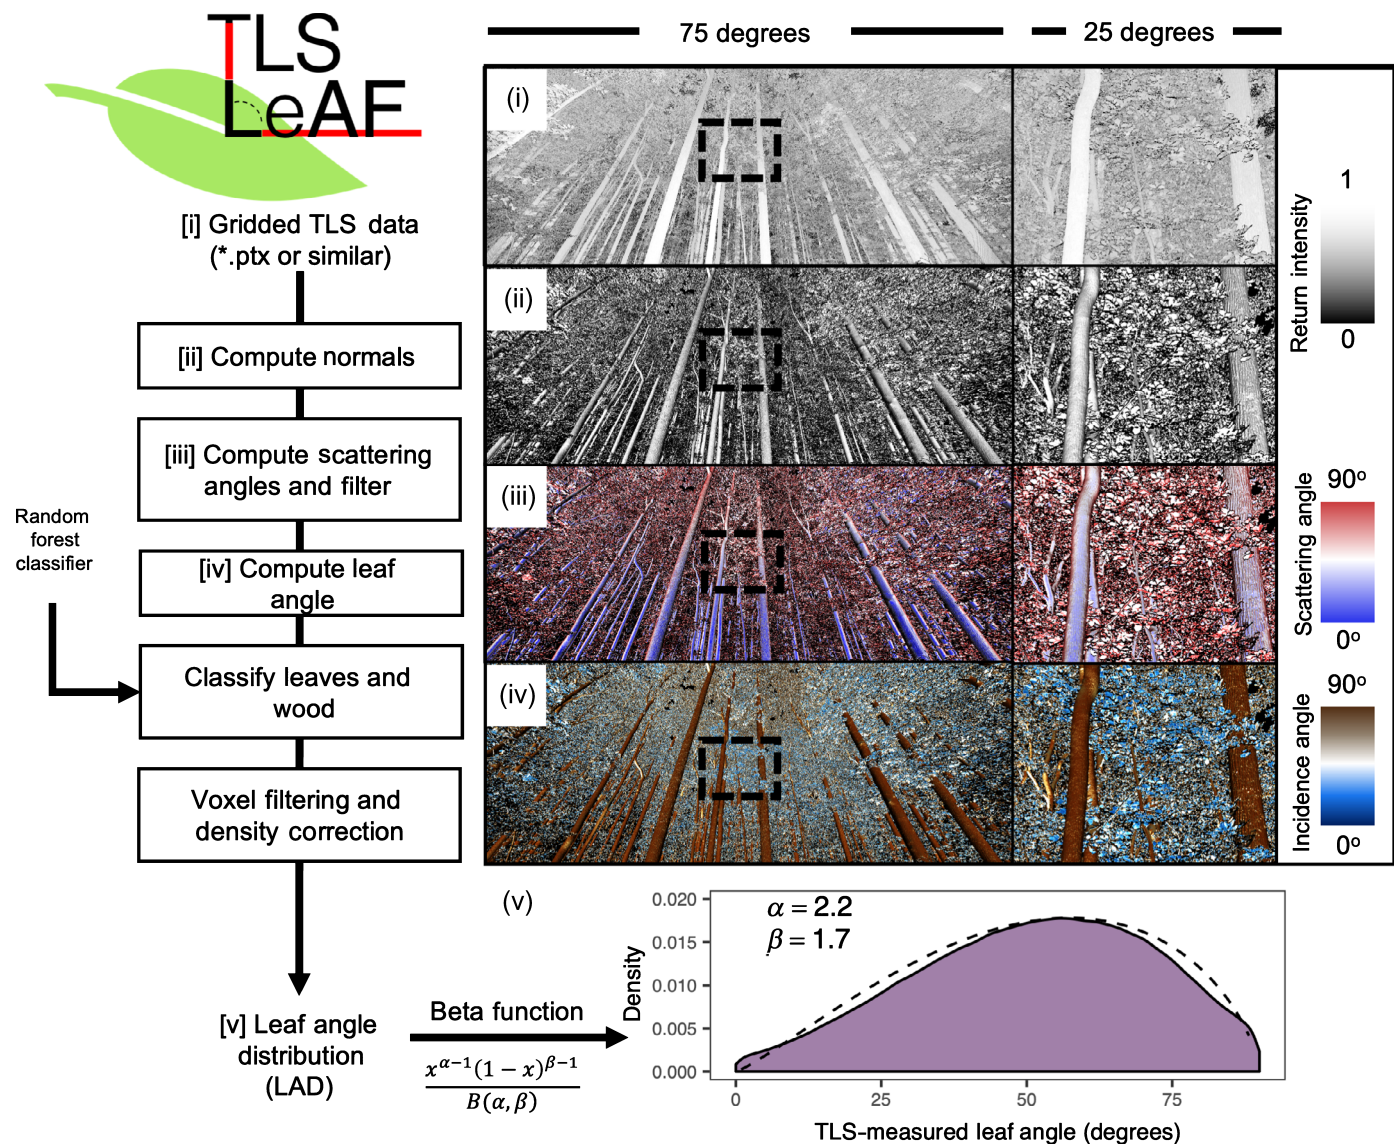 TLS
LeAF
[i] Gridded TLS data
(*.ptx or similar)
[ii] Compute normals
[iii] Compute scattering
angles and filter
Random
forest
classifier
[iv] Compute leaf
angle
Classify leaves and
wood
Voxel filtering and
density correction
[v] Leaf angle
distribution
(LAD)
Beta function
x^{α−1}(1 − x)^{β−1}
B(α, β)
75 degrees
25 degrees
(i)
(ii)
(iii)
(iv)
Return intensity
1
0
Scattering angle
90°
0°
Incidence angle
90°
0°
(v)
α = 2.2
β = 1.7
Density
0.020
0.015
0.010
0.005
0.000
0
25
50
75
TLS-measured leaf angle (degrees)